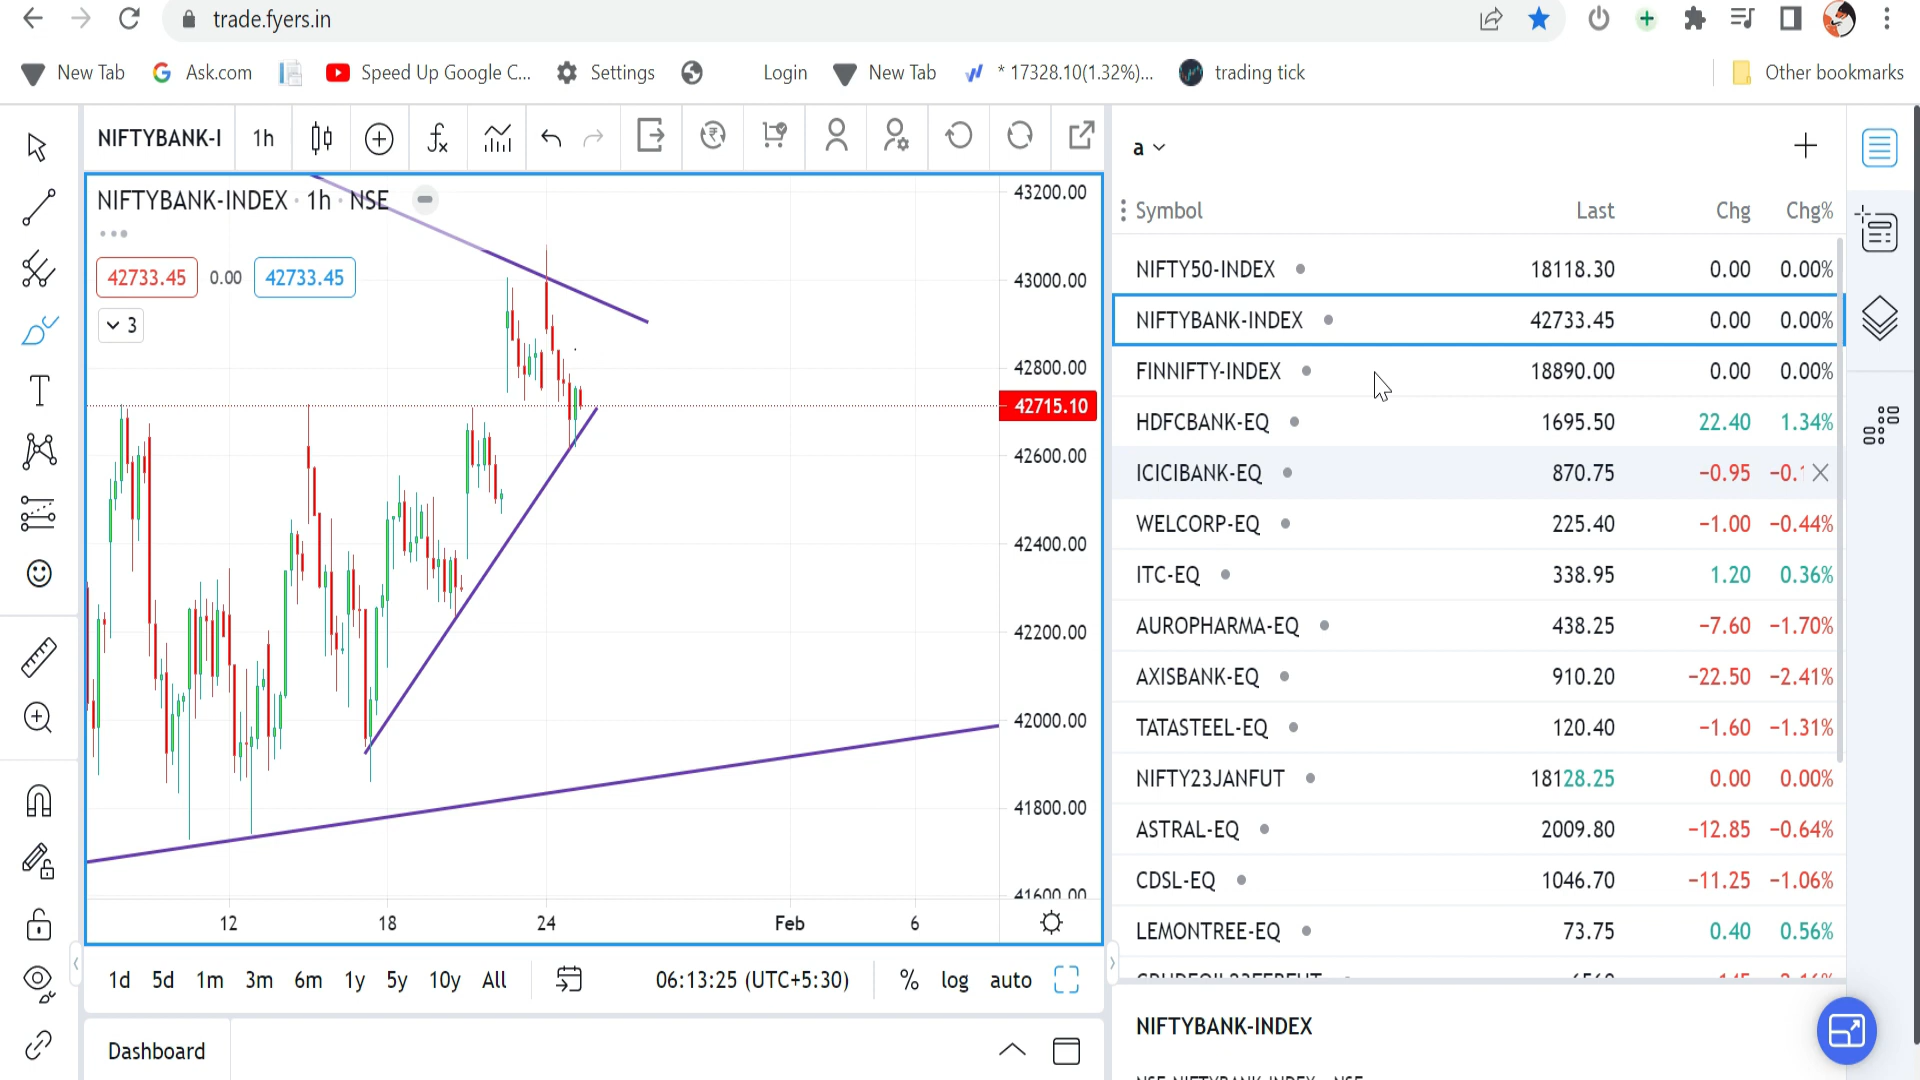 trade.fyers.in
New Tab Ask.com Speed Up Google C... Settings Login New Tab * 17328.10(1.32%)... trading tick Other bookmarks
NIFTYBANK-I 1h
a
NIFTYBANK-INDEX · 1h · NSE
42733.45 0.00 42733.45
3
43200.00
43000.00
42800.00
42715.10
42600.00
42400.00
42200.00
42000.00
41800.00
41600.00
12 18 24 Feb 6
1d 5d 1m 3m 6m 1y 5y 10y All 06:13:25 (UTC+5:30) % log auto
Dashboard
Symbol Last Chg Chg%
NIFTY50-INDEX 18118.30 0.00 0.00%
NIFTYBANK-INDEX 42733.45 0.00 0.00%
FINNIFTY-INDEX 18890.00 0.00 0.00%
HDFCBANK-EQ 1695.50 22.40 1.34%
ICICIBANK-EQ 870.75 −0.95 −0.1
WELCORP-EQ 225.40 −1.00 −0.44%
ITC-EQ 338.95 1.20 0.36%
AUROPHARMA-EQ 438.25 −7.60 −1.70%
AXISBANK-EQ 910.20 −22.50 −2.41%
TATASTEEL-EQ 120.40 −1.60 −1.31%
NIFTY23JANFUT 18128.25 0.00 0.00%
ASTRAL-EQ 2009.80 −12.85 −0.64%
CDSL-EQ 1046.70 −11.25 −1.06%
LEMONTREE-EQ 73.75 0.40 0.56%
NIFTYBANK-INDEX